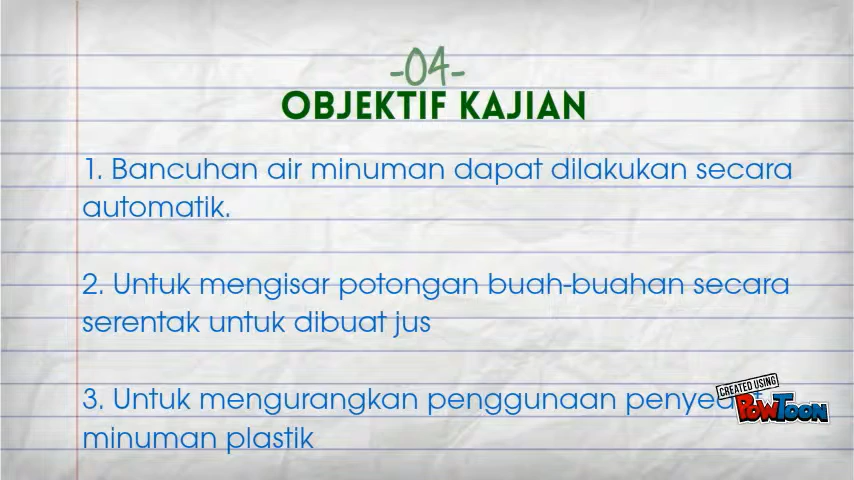 -04-
OBJEKTIF KAJIAN
1. Bancuhan air minuman dapat dilakukan secara
automatik.
2. Untuk mengisar potongan buah-buahan secara
serentak untuk dibuat jus
3. Untuk mengurangkan penggunaan
minuman plastik
CREATED USING
POWTOON